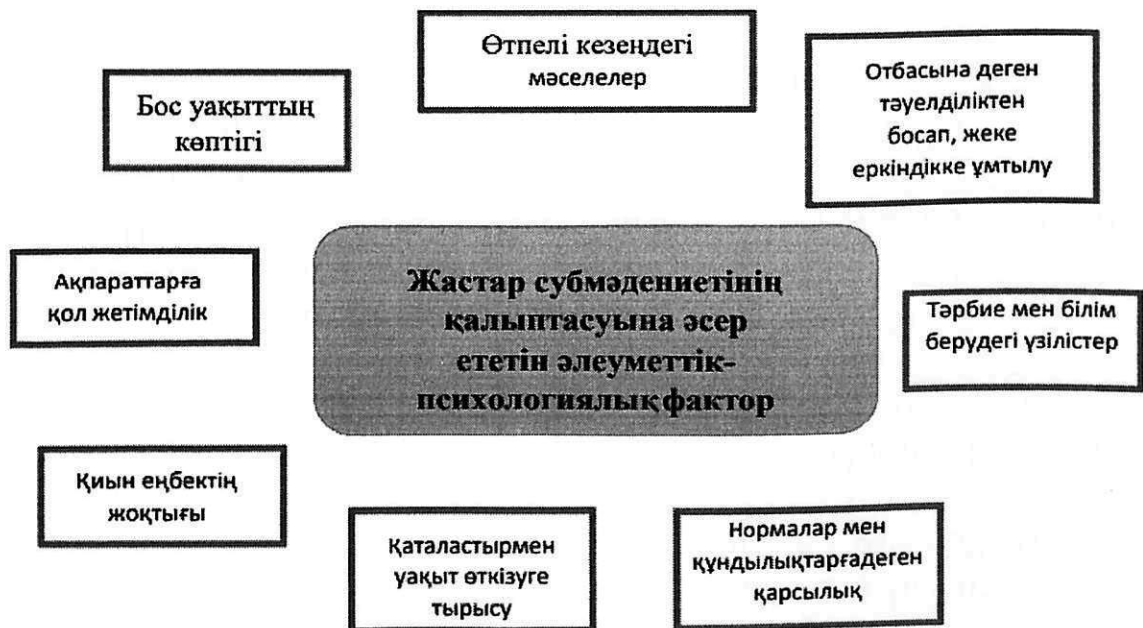 Өтпелі кезеңдегі
мәселелер
Бос уақыттың
көптігі
Отбасына деген
тәуелділіктен
босап, жеке
еркіндікке ұмтылу
Ақпараттарға
қол жетімділік
Жастар субмәдениетінің
қалыптасуына әсер
ететін әлеуметтік-
психологиялық фактор
Тәрбие мен білім
берудегі үзілістер
Қиын еңбектің
жоқтығы
Қаталастырмен
уақыт өткізуге
тырысу
Нормалар мен
құндылықтарғадеген
қарсылық